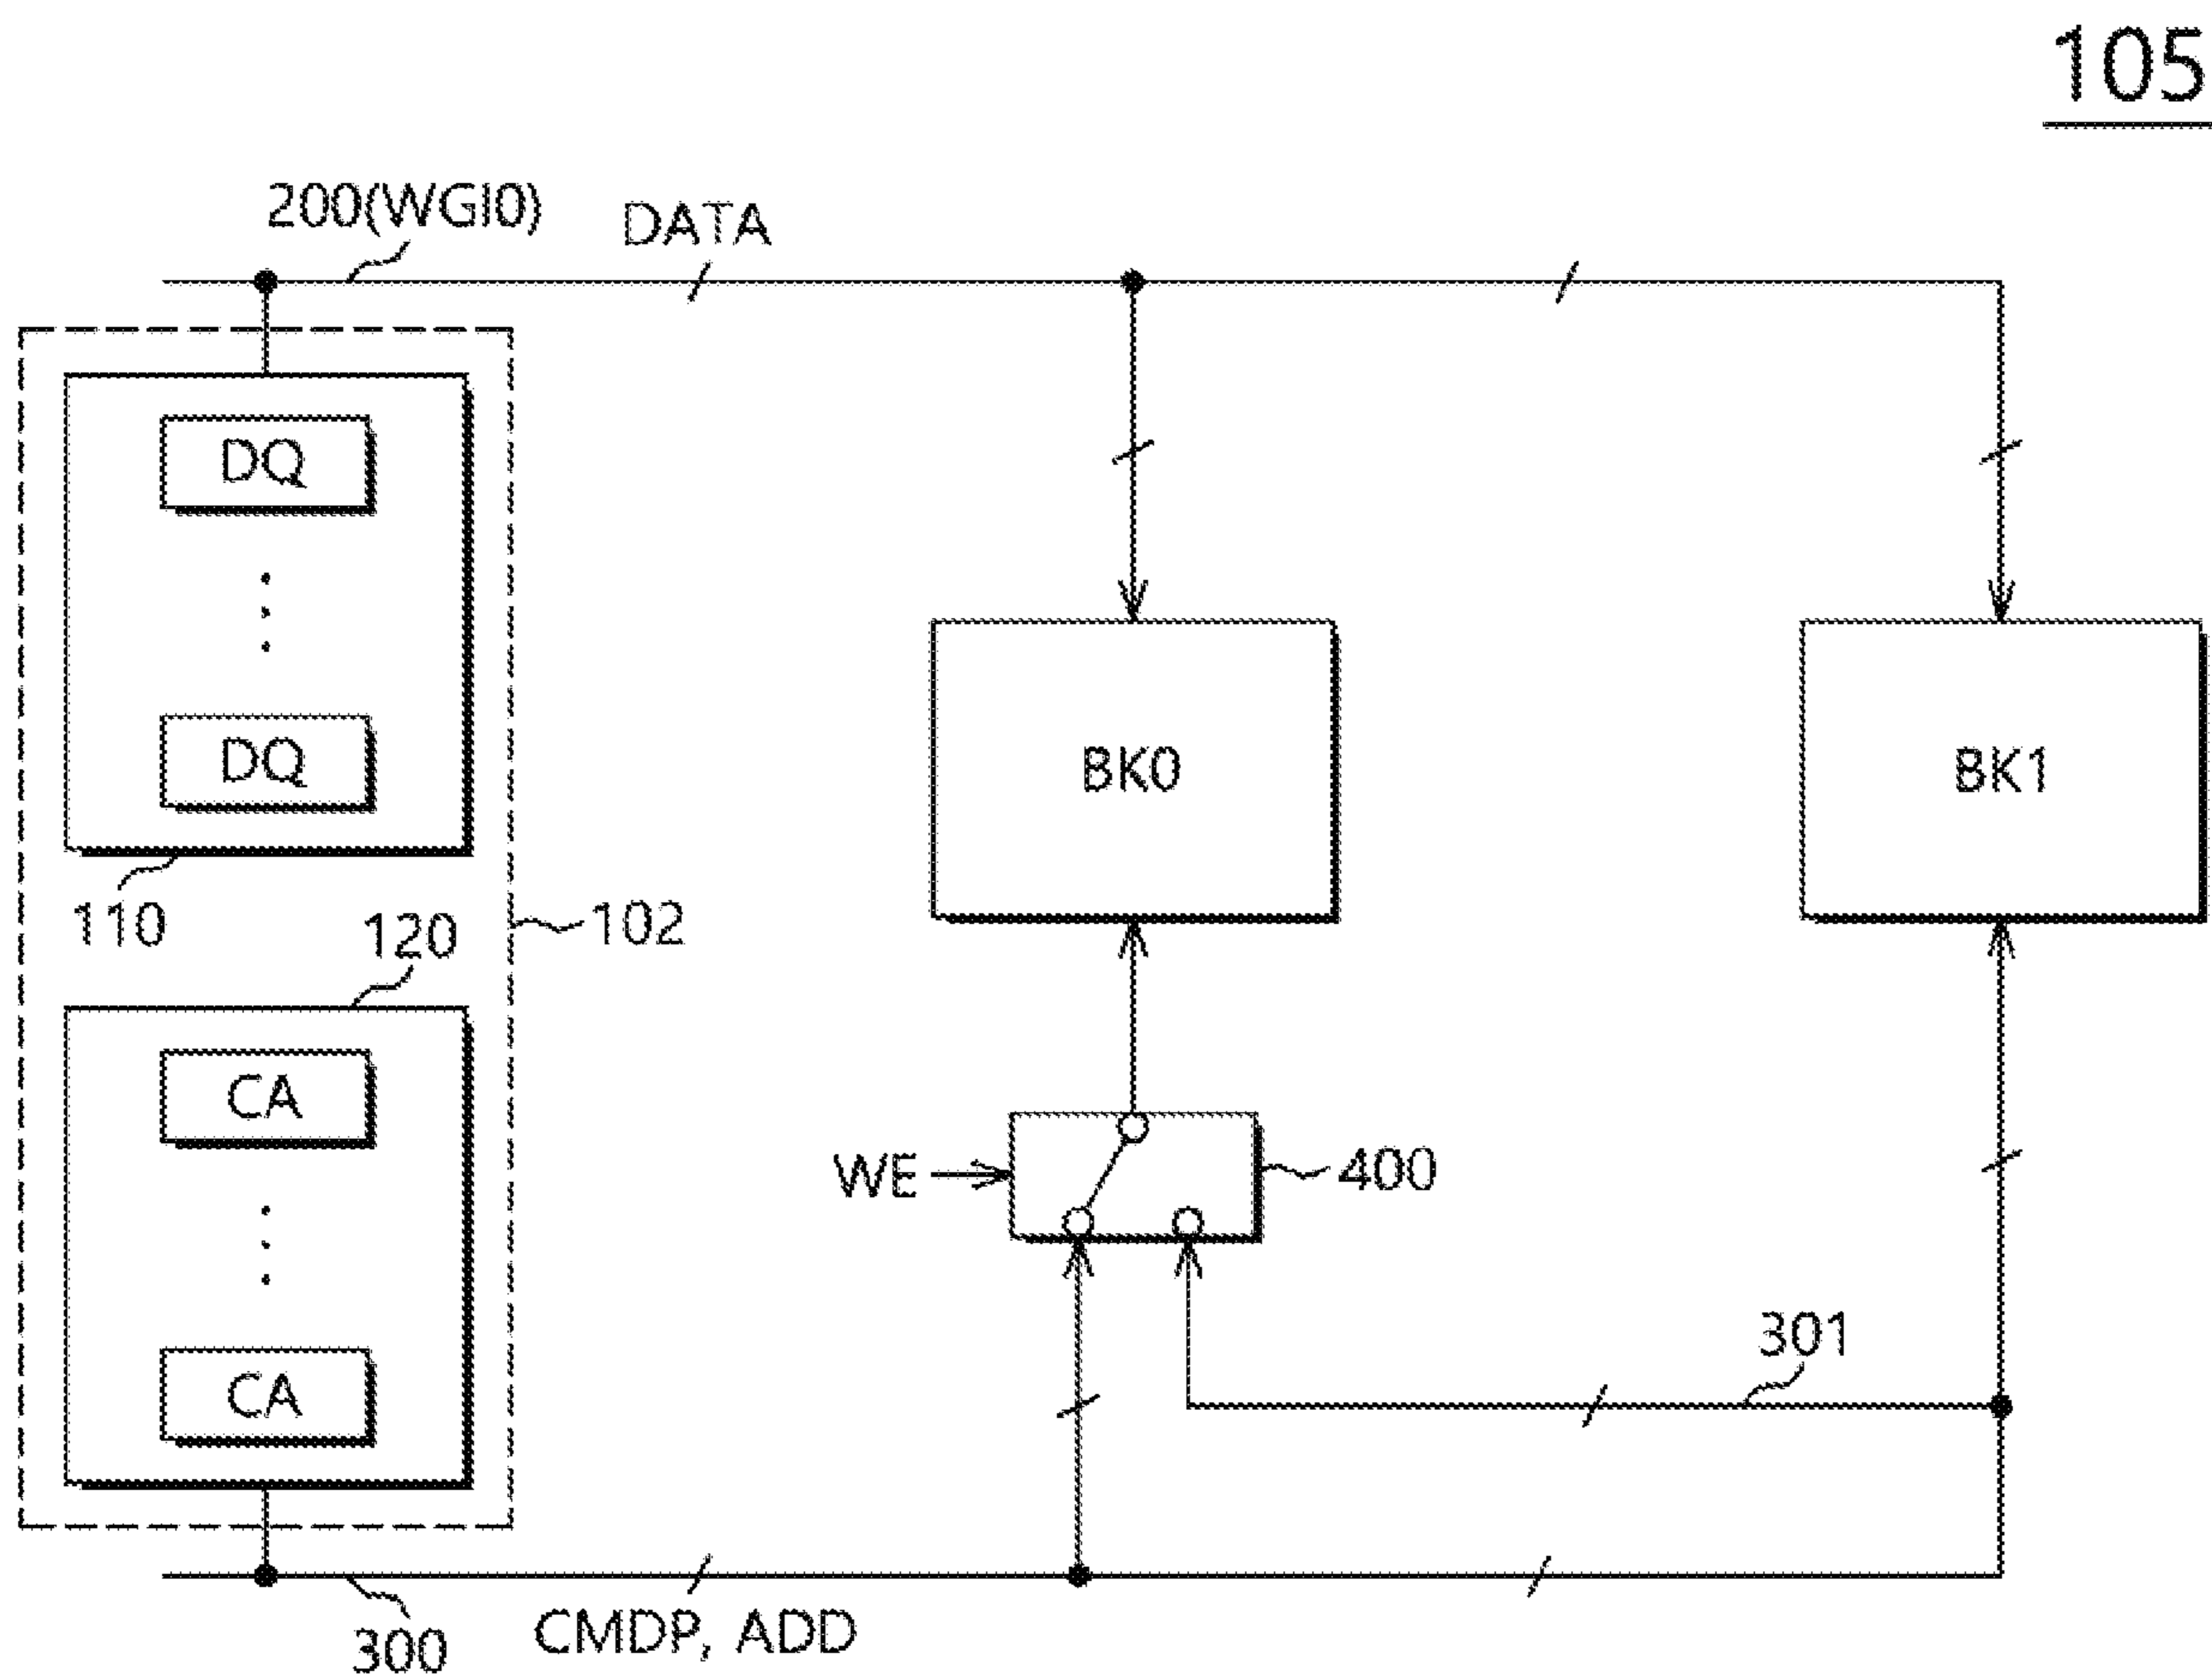 105
200(WGI0)
DATA
DQ
DQ
BK0
BK1
110
120
102
CA
WE
400
301
CA
300
CMDP, ADD